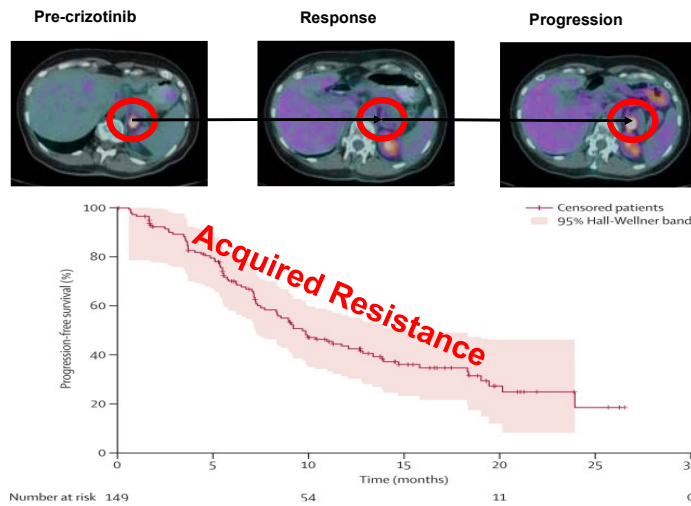 Pre-crizotinib Response Progression
Censored patients
95% Hall-Wellner band
Acquired Resistance
Progression-free survival (%)
100
80
60
40
20
0
0 5 10 15 20 25
Time (months)
Number at risk 149 54 11